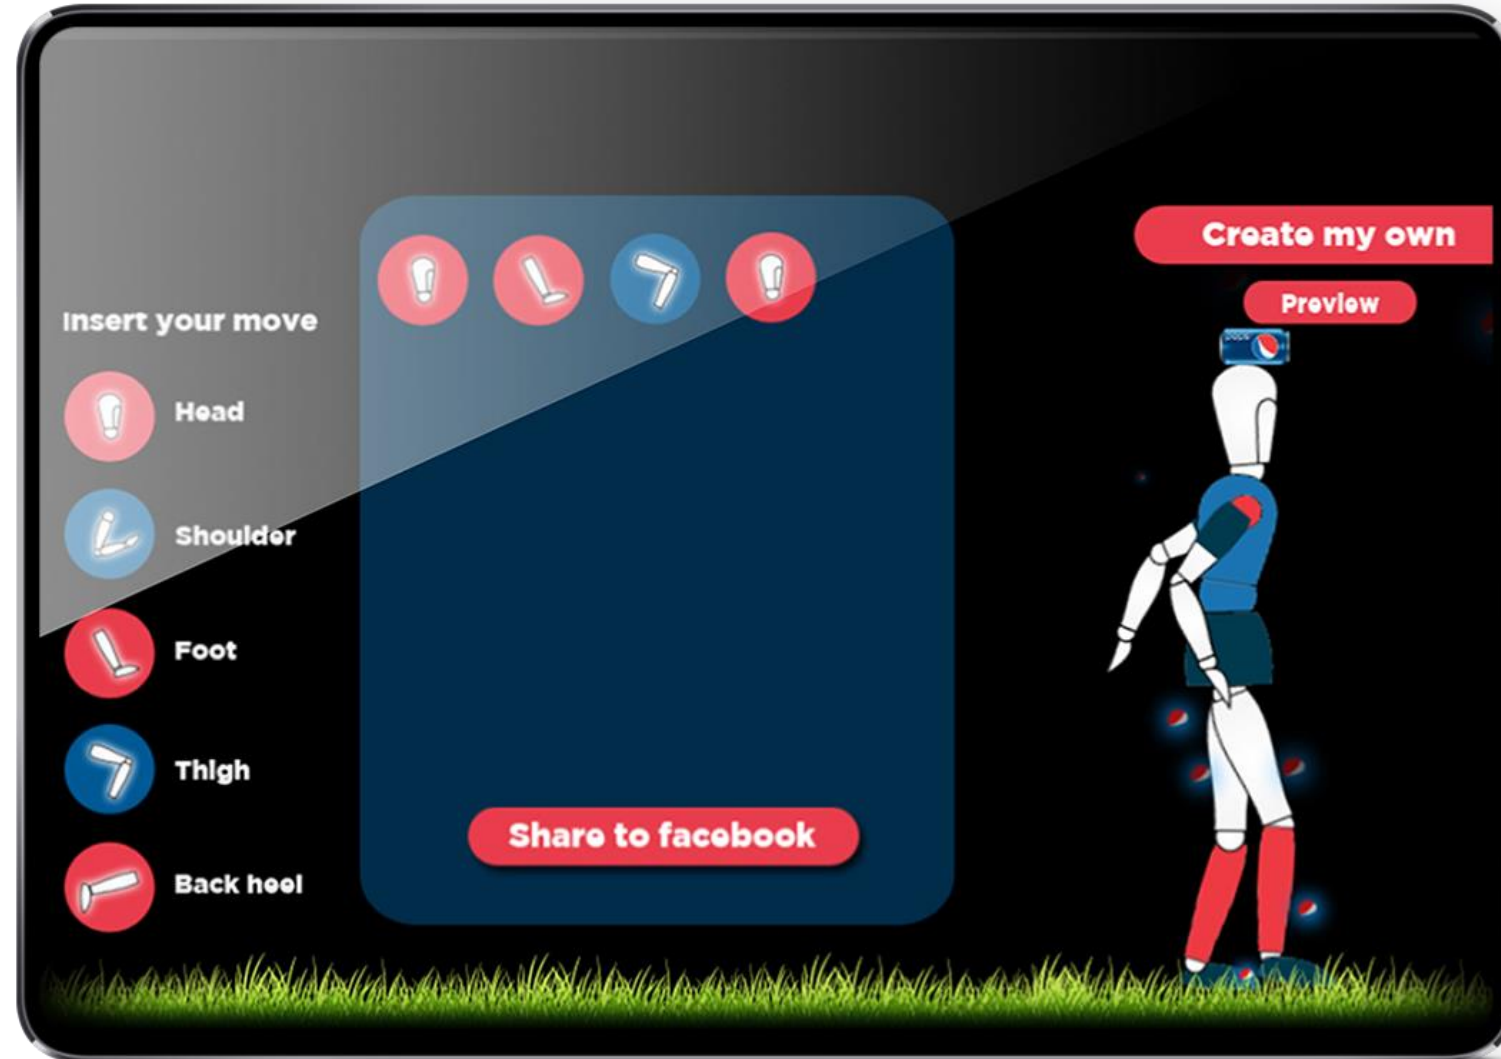 Create my own
Preview
Insert your move
Head
Shoulder
Foot
Thigh
Back heel
Share to facebook